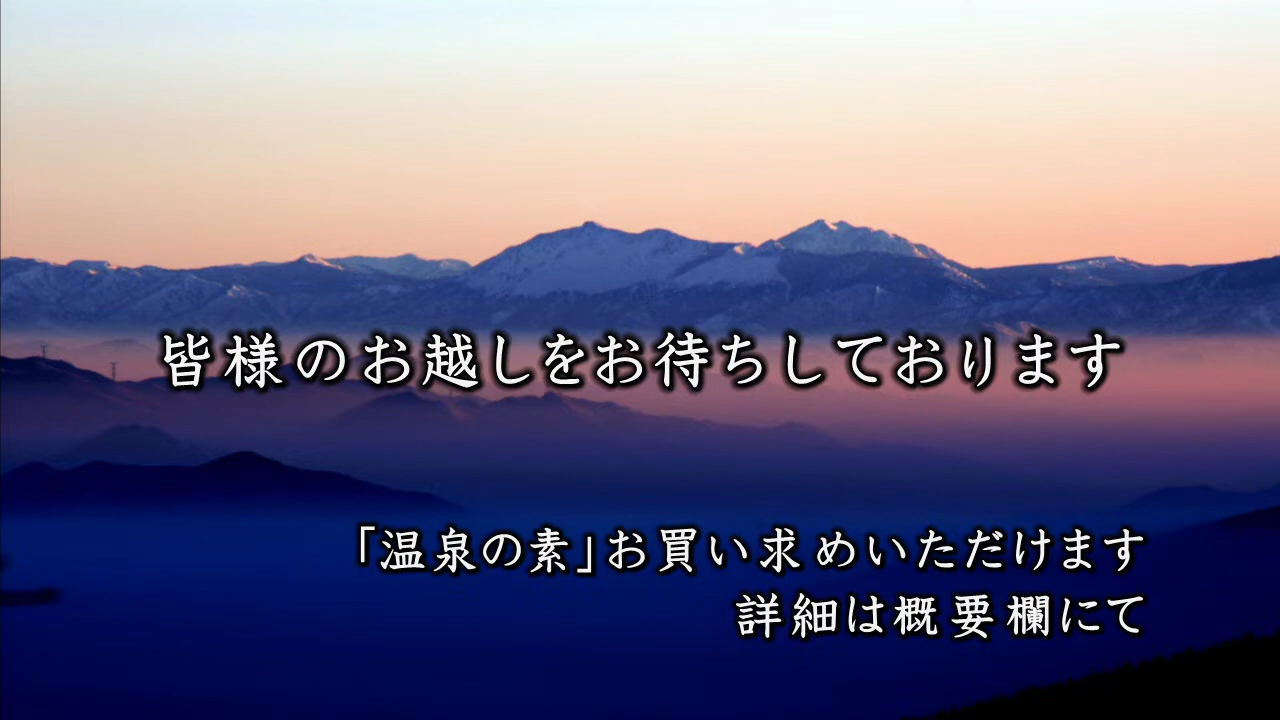 皆様のお越しをお待ちしております
「温泉の素」お買い求めいただけます
詳細は概要欄にて